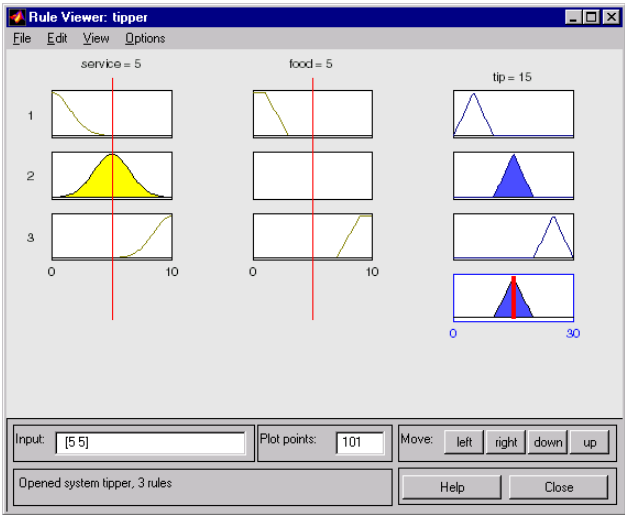 Rule Viewer: tipper
File Edit View Options
service = 5 food = 5 tip = 15
1
2
3
0 10 0 10
0 30
Input: [5 5] Plot points: 101 Move: left right down up
Opened system tipper, 3 rules Help Close